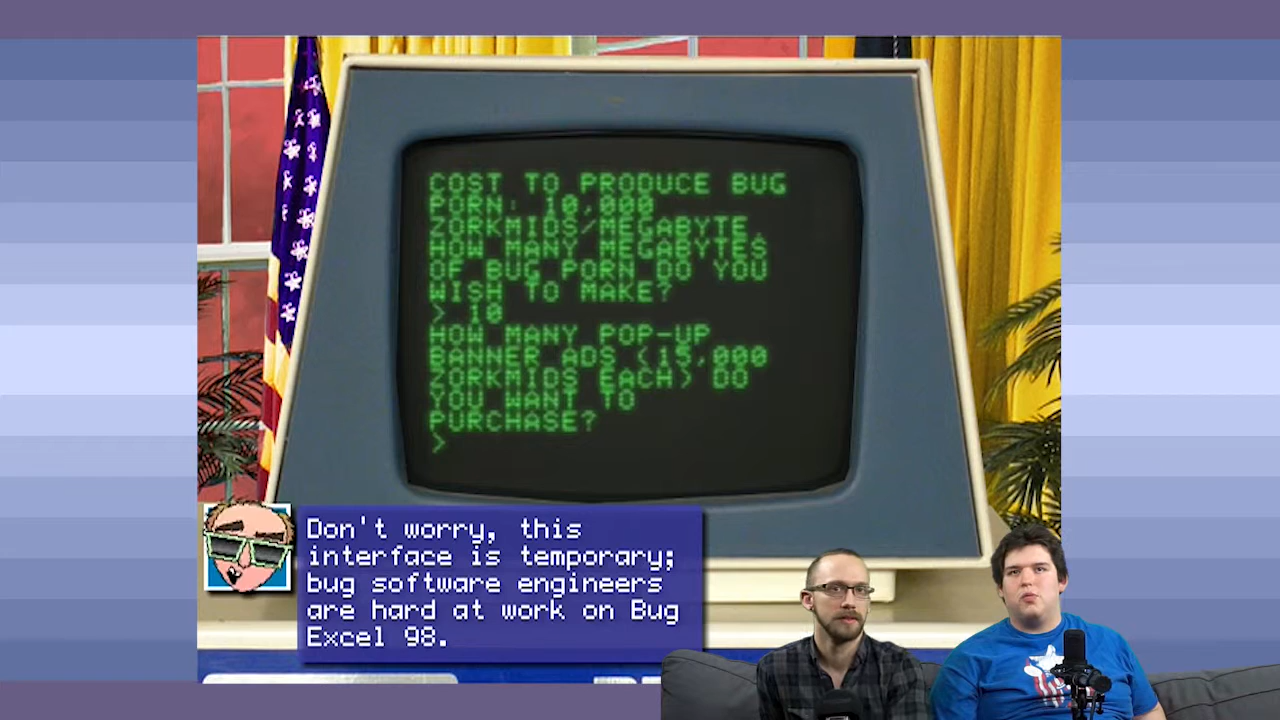 COST TO PRODUCE BUG
PORN: 10,000
ZORKMIDS/MEGABYTE.
HOW MANY MEGABYTES
OF BUG PORN DO YOU
WISH TO MAKE?
> 10
HOW MANY POP-UP
BANNER ADS (15,000
ZORKMIDS EACH) DO
YOU WANT TO
PURCHASE?
>
Don't worry, this
interface is temporary;
bug software engineers
are hard at work on Bug
Excel 98.